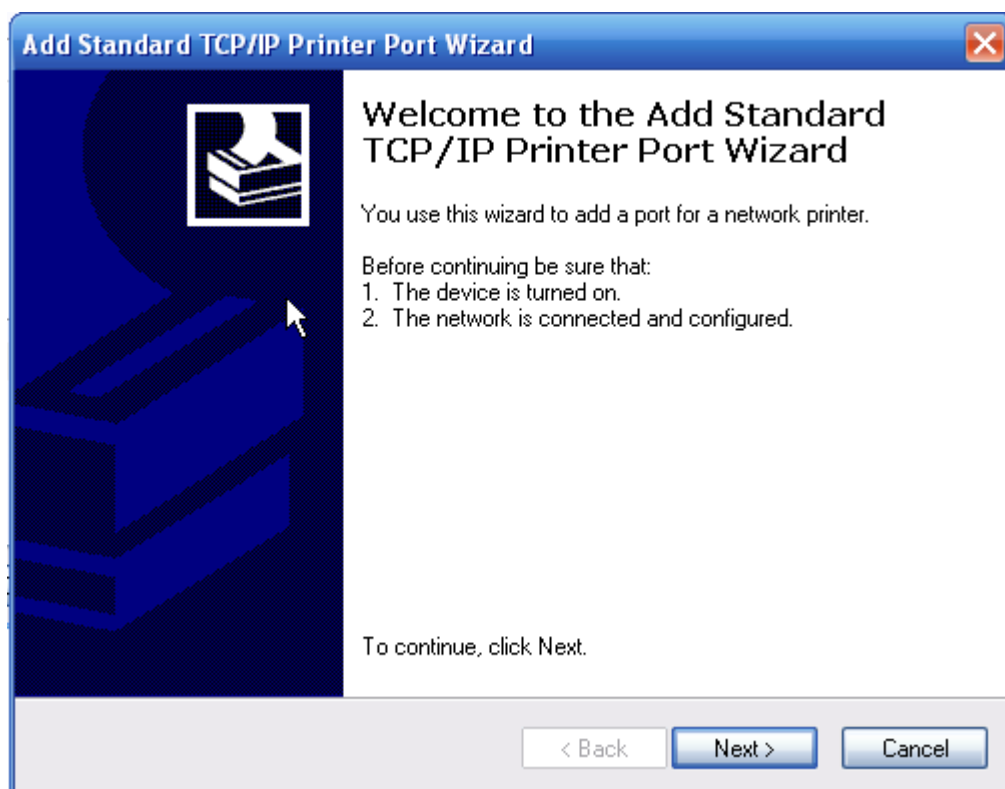 Add Standard TCP/IP Printer Port Wizard
Welcome to the Add Standard
TCP/IP Printer Port Wizard
You use this wizard to add a port for a network printer.
Before continuing be sure that:
1. The device is turned on.
2. The network is connected and configured.
To continue, click Next.
< Back
Next >
Cancel